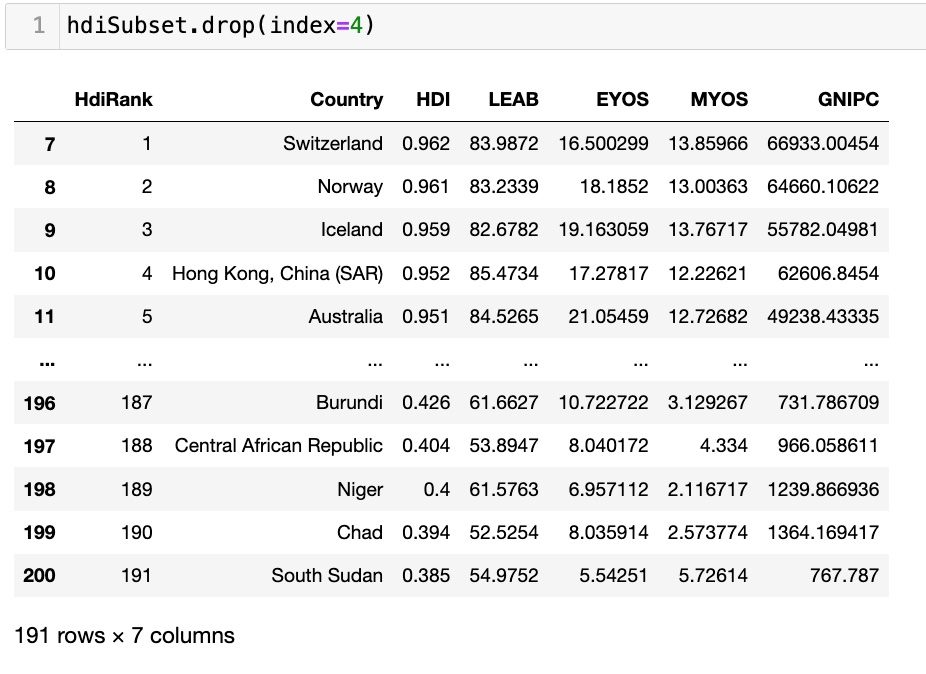 1 hdiSubset.drop(index=4)
HdiRank Country HDI LEAB EYOS MYOS GNIPC
7 1 Switzerland 0.962 83.9872 16.500299 13.85966 66933.00454
8 2 Norway 0.961 83.2339 18.1852 13.00363 64660.10622
9 3 Iceland 0.959 82.6782 19.163059 13.76717 55782.04981
10 4 Hong Kong, China (SAR) 0.952 85.4734 17.27817 12.22621 62606.8454
11 5 Australia 0.951 84.5265 21.05459 12.72682 49238.43335
... ... ... ... ... ... ... ...
196 187 Burundi 0.426 61.6627 10.722722 3.129267 731.786709
197 188 Central African Republic 0.404 53.8947 8.040172 4.334 966.058611
198 189 Niger 0.4 61.5763 6.957112 2.116717 1239.866936
199 190 Chad 0.394 52.5254 8.035914 2.573774 1364.169417
200 191 South Sudan 0.385 54.9752 5.54251 5.72614 767.787
191 rows × 7 columns